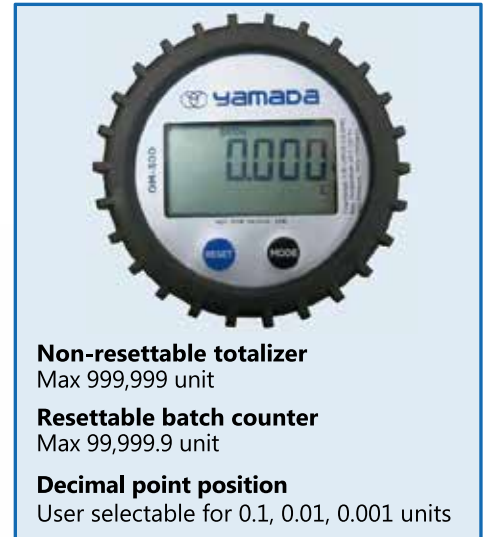 YAMADA
0.000
OM-500
RESET
MODE
Non-resettable totalizer
Max 999,999 unit
Resettable batch counter
Max 99,999.9 unit
Decimal point position
User selectable for 0.1, 0.01, 0.001 units